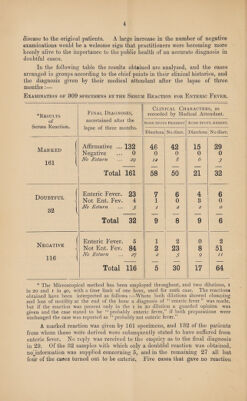 4
disease to the original patients. A large increase in the number of negative
examinations would be a welcome sign that practitioners were becoming more
keenly alive to the importance to the public health of an accurate diagnosis in
doubtful cases.
In the following table the results obtained are analysed, and the cases
arranged in groups according to the chief points in their clinical histories, and
the diagnosis given by their medical attendant after the lapse of three
months :—
EXAMINATION OF 309 SPECIMENS BY THE SERUM REACTION FOR ENTERIC FEVER.
*RESULTS of Serum Reaction. | FINAL DIAGNOSIS, ascertained after the lapse of three months. | CLINICAL CHARACTERS, as recorded by Medical Attendant.
ROSE SPOTS PRESENT | ROSE SPOTS ABSENT.
Diarrhœa | No diarr. | Diarrhœa | No diarr.
MARKED 161 | Affirmative ... 132 | 46 | 42 | 15 | 29
Negative ... 0 | 0 | 0 | 0 | 0
No Return ... 29 | 12 | 8 | 6 | 3
Total 161 | 58 | 50 | 21 | 32
DOUBTFUL 32 | Enteric Fever. 23 | 7 | 6 | 4 | 6
Not Ent. Fev. 4 | 1 | 0 | 3 | 0
No Return ... 5 | 1 | 2 | 2 | 0
Total 32 | 9 | 8 | 9 | 6
NEGATIVE 116 | Enteric Fever. 5 | 1 | 2 | 0 | 2
Not Ent. Fev. 84 | 2 | 23 | 8 | 51
No Return ... 27 | 2 | 5 | 9 | 11
Total 116 | 5 | 30 | 17 | 64
* The Microscopical method has been employed throughout, and two dilutions, 1
in 20 and 1 in 40, with a time limit of one hour, used for each case. The reactions
obtained have been interpreted as follows :—Where both dilutions showed clumping
and loss of motility at the end of the hour a diagnosis of "enteric fever" was made,
but if the reaction was present only in the 1 in 20 dilution a guarded opinion was
given and the case stated to be "probably enteric fever," if both preparations were
unchanged the case was reported as "probably not enteric fever."
A marked reaction was given by 161 specimens, and 132 of the patients
from whom these were derived were subsequently stated to have suffered from
enteric fever. No reply was received to the enquiry as to the final diagnosis
in 29. Of the 32 samples with which only a doubtful reaction was obtained,
no information was supplied concerning 5, and in the remaining 27 all but
four of the cases turned out to be enteric. Five cases that gave no reaction